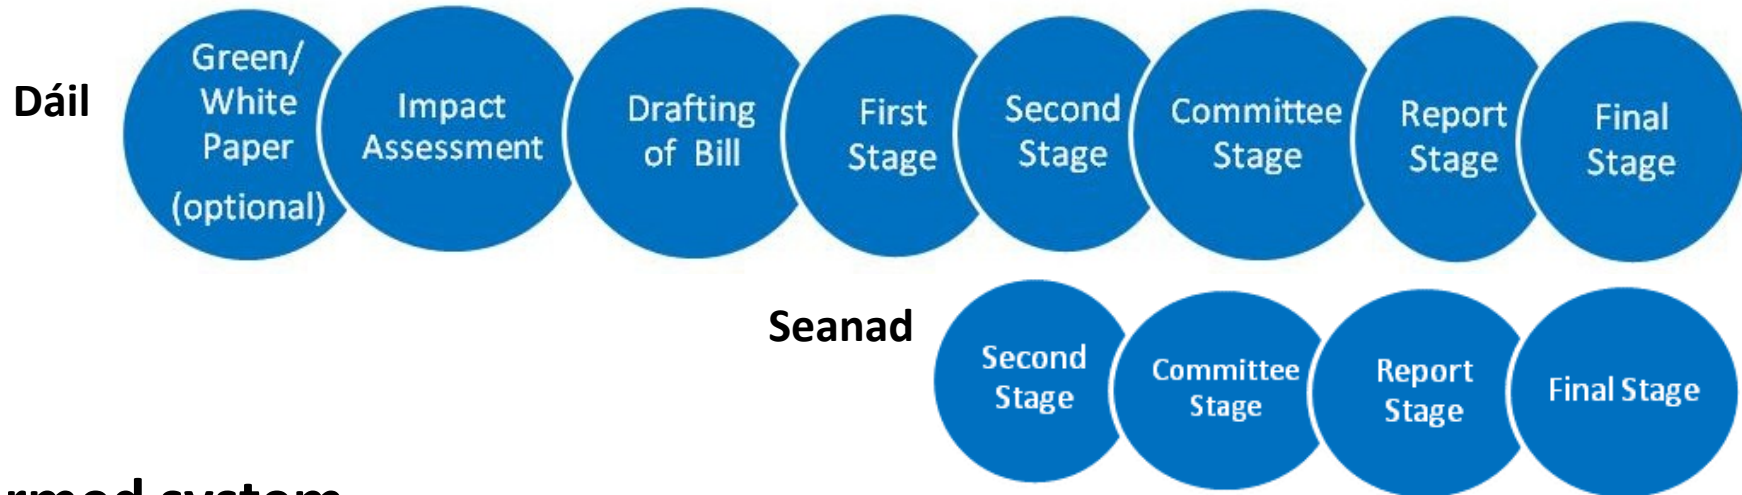 Dáil
Green/
White
Paper
(optional)
Impact
Assessment
Drafting
of Bill
First
Stage
Second
Stage
Committee
Stage
Report
Stage
Final
Stage
Seanad
Second
Stage
Committee
Stage
Report
Stage
Final Stage
system